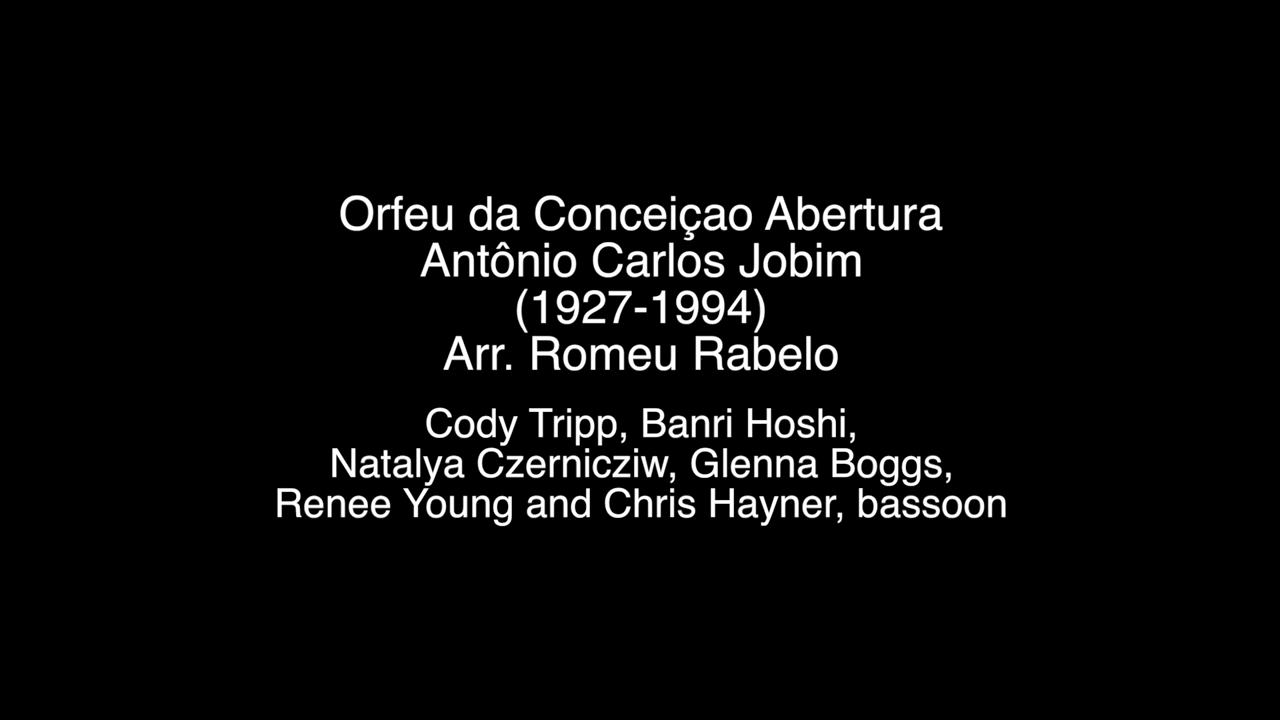 Orfeu da Conceiçao Abertura
Antônio Carlos Jobim
(1927-1994)
Arr. Romeu Rabelo
Cody Tripp, Banri Hoshi,
Natalya Czernicziw, Glenna Boggs,
Renee Young and Chris Hayner, bassoon